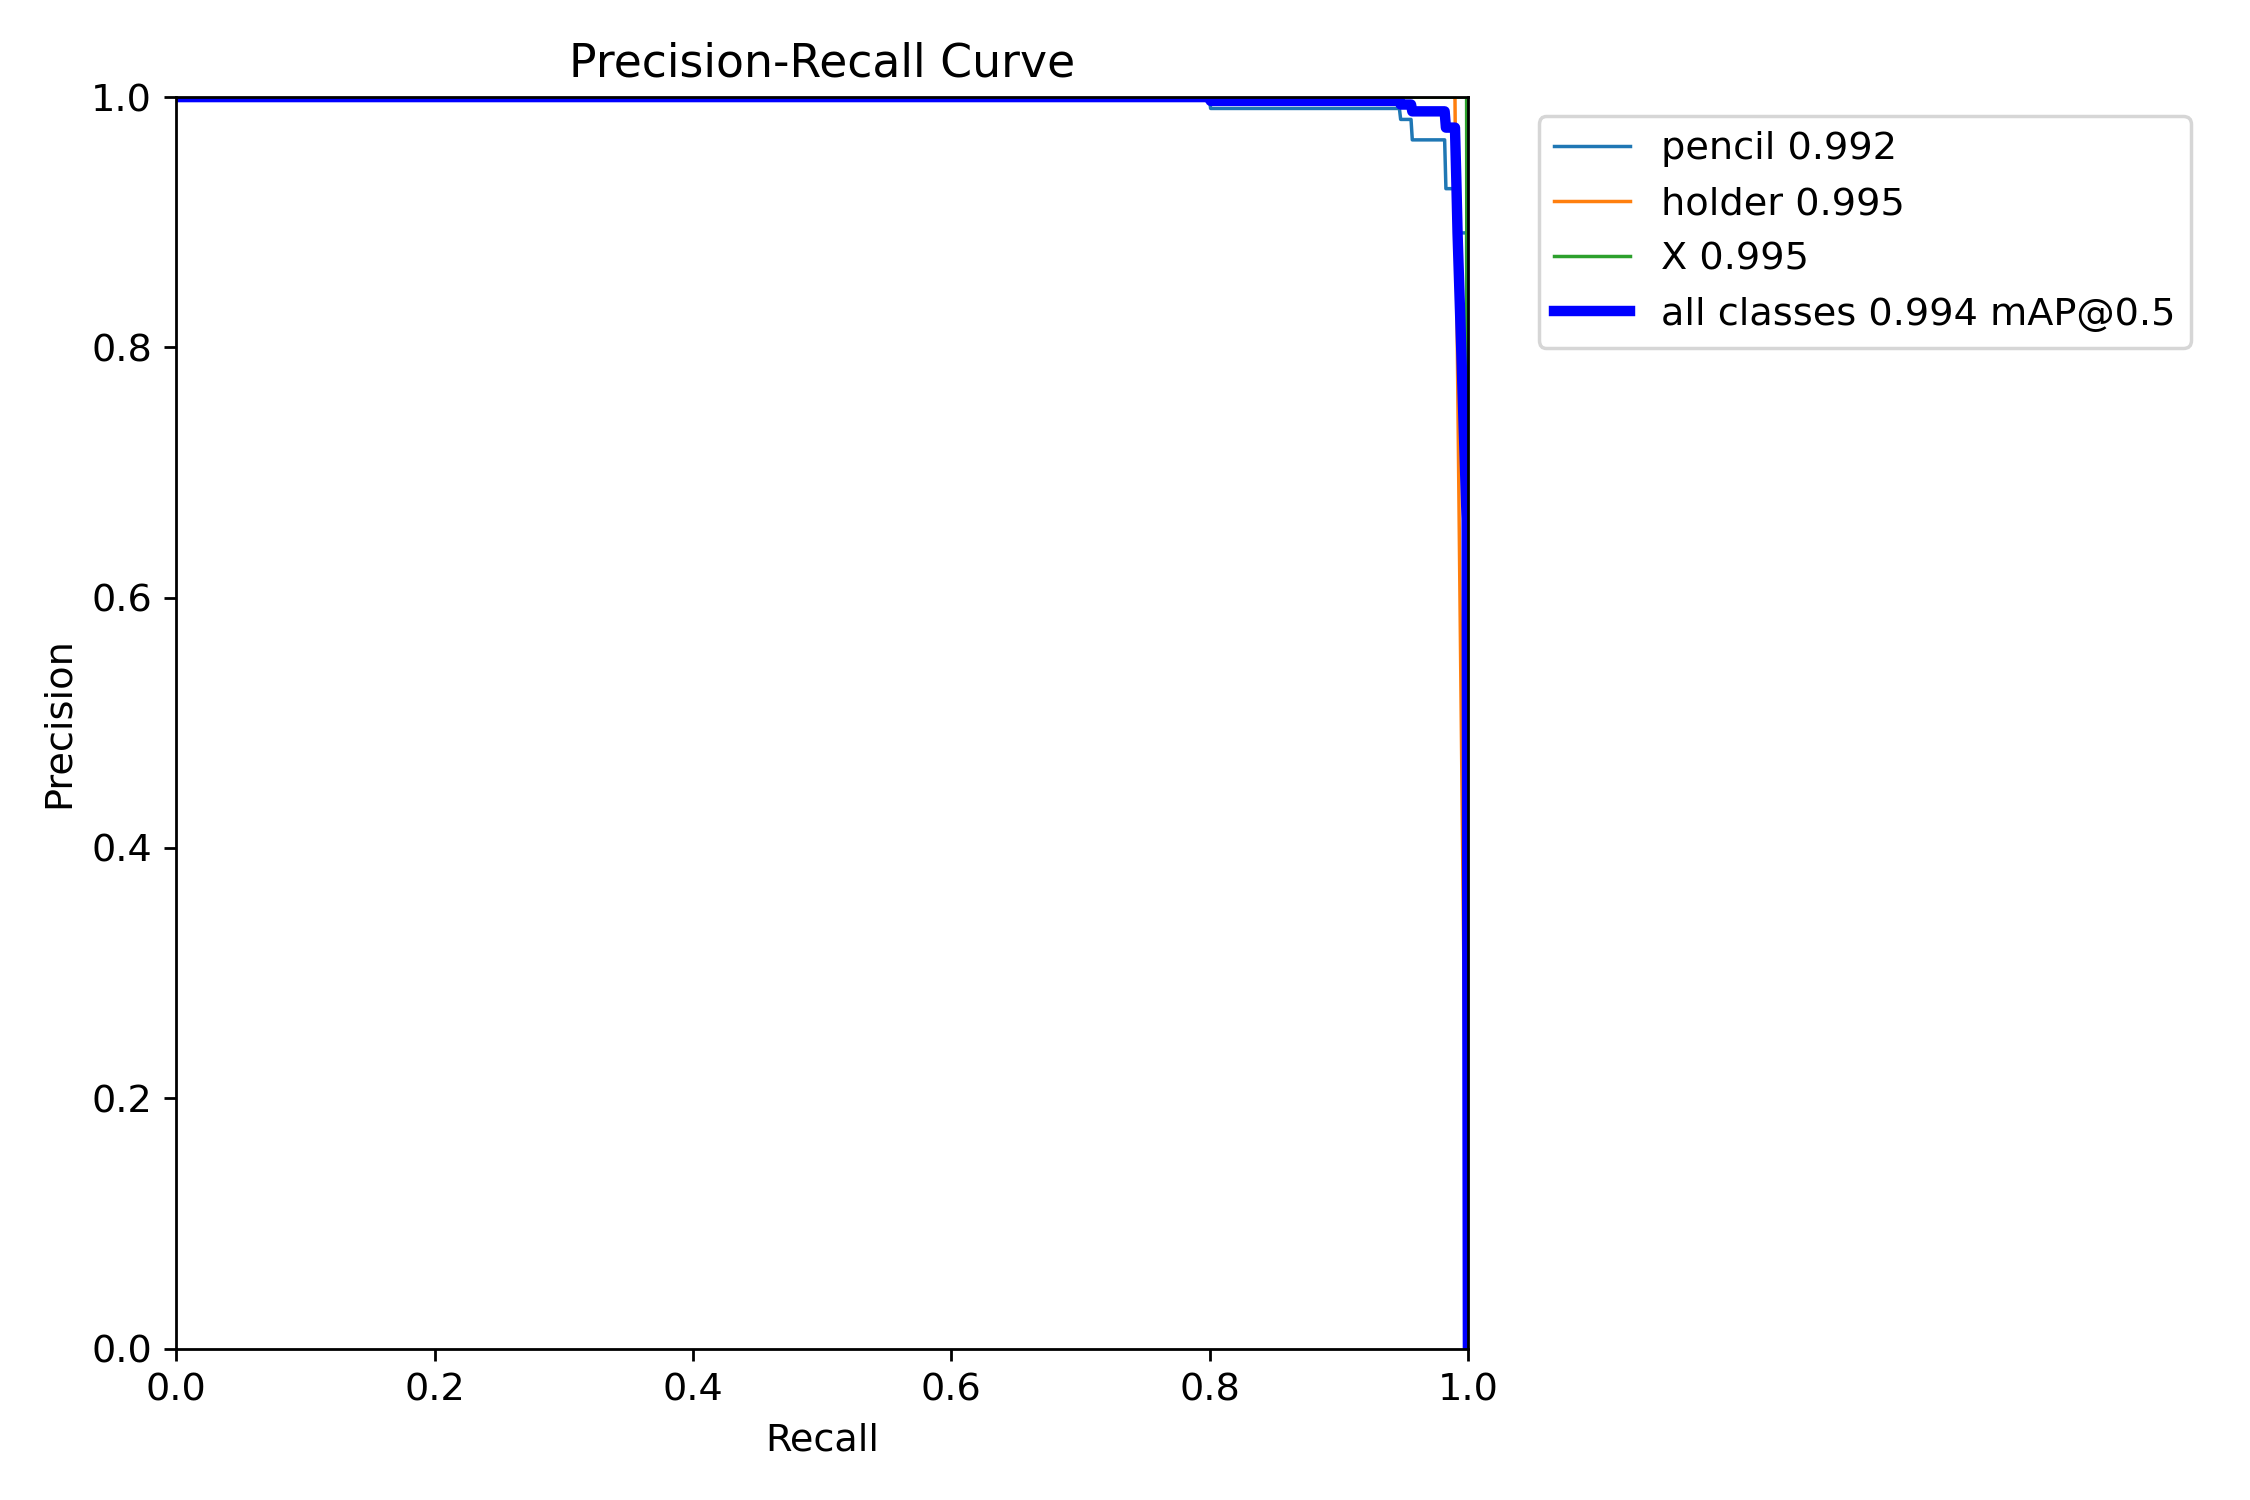 Precision-Recall Curve
1.0
0.8
0.6
0.4
0.2
0.0
Precision
0.0 0.2 0.4 0.6 0.8 1.0
Recall
pencil 0.992
holder 0.995
X 0.995
all classes 0.994 mAP@0.5